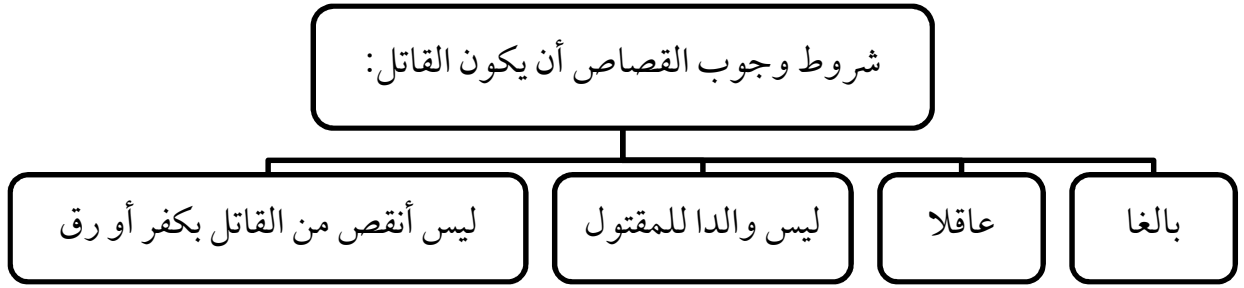 شروط وجوب القصاص أن يكون القاتل:
بالغا
عاقلا
ليس والدا للمقتول
ليس أنقص من القاتل بكفر أو رق